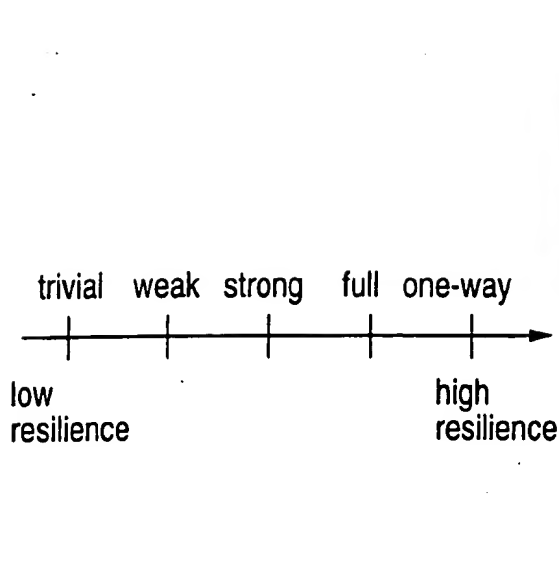 trivial weak strong full one-way
low
resilience
high
resilience